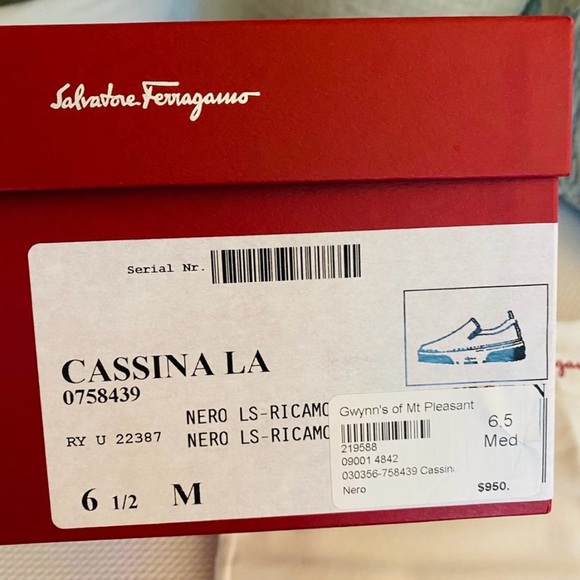 Salvatore Ferragamo
Serial Nr.
CASSINA LA
0758439
NERO LS-RICAMO
RY U 22387 NERO LS-RICAMO
6 1/2 M
Gwynn's of Mt Pleasant
219588
09001 4842
030356-758439 Cassin
Nero
6.5
Med
$950.